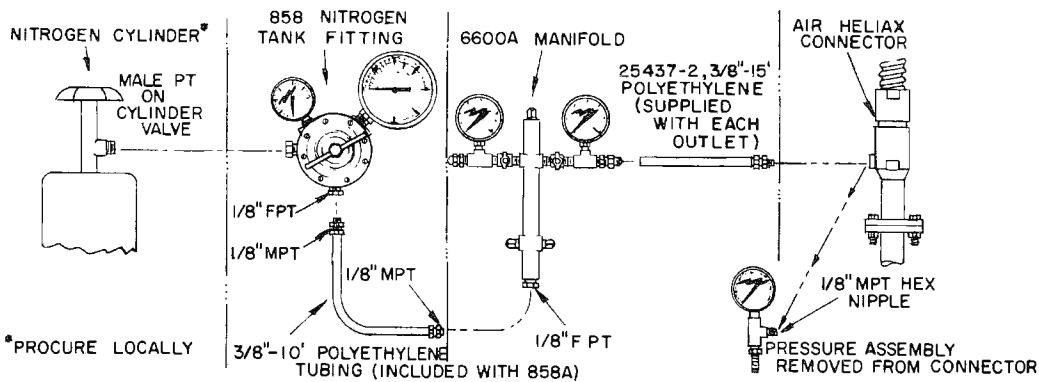 NITROGEN CYLINDER*
MALE PT
ON
CYLINDER
VALVE
*PROCURE LOCALLY
858 NITROGEN
TANK FITTING
1/8" FPT
1/8" MPT
1/8" MPT
3/8"-10' POLYETHYLENE
TUBING (INCLUDED WITH 858A)
6600A MANIFOLD
1/8" F PT
25437-2, 3/8"-15'
POLYETHYLENE
(SUPPLIED
WITH EACH
OUTLET)
AIR HELIAX
CONNECTOR
1/8" MPT HEX
NIPPLE
PRESSURE ASSEMBLY
REMOVED FROM CONNECTOR